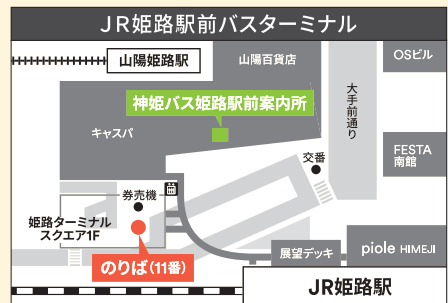 JR姫路駅前バスターミナル
山陽姫路駅
山陽百貨店
OSビル
神姫バス姫路駅前案内所
大手前通り
キャスパ
交番
FESTA
南館
券売機
姫路ターミナル
スクエア1F
のりば(11番)
展望デッキ
piole HIMEJI
JR姫路駅